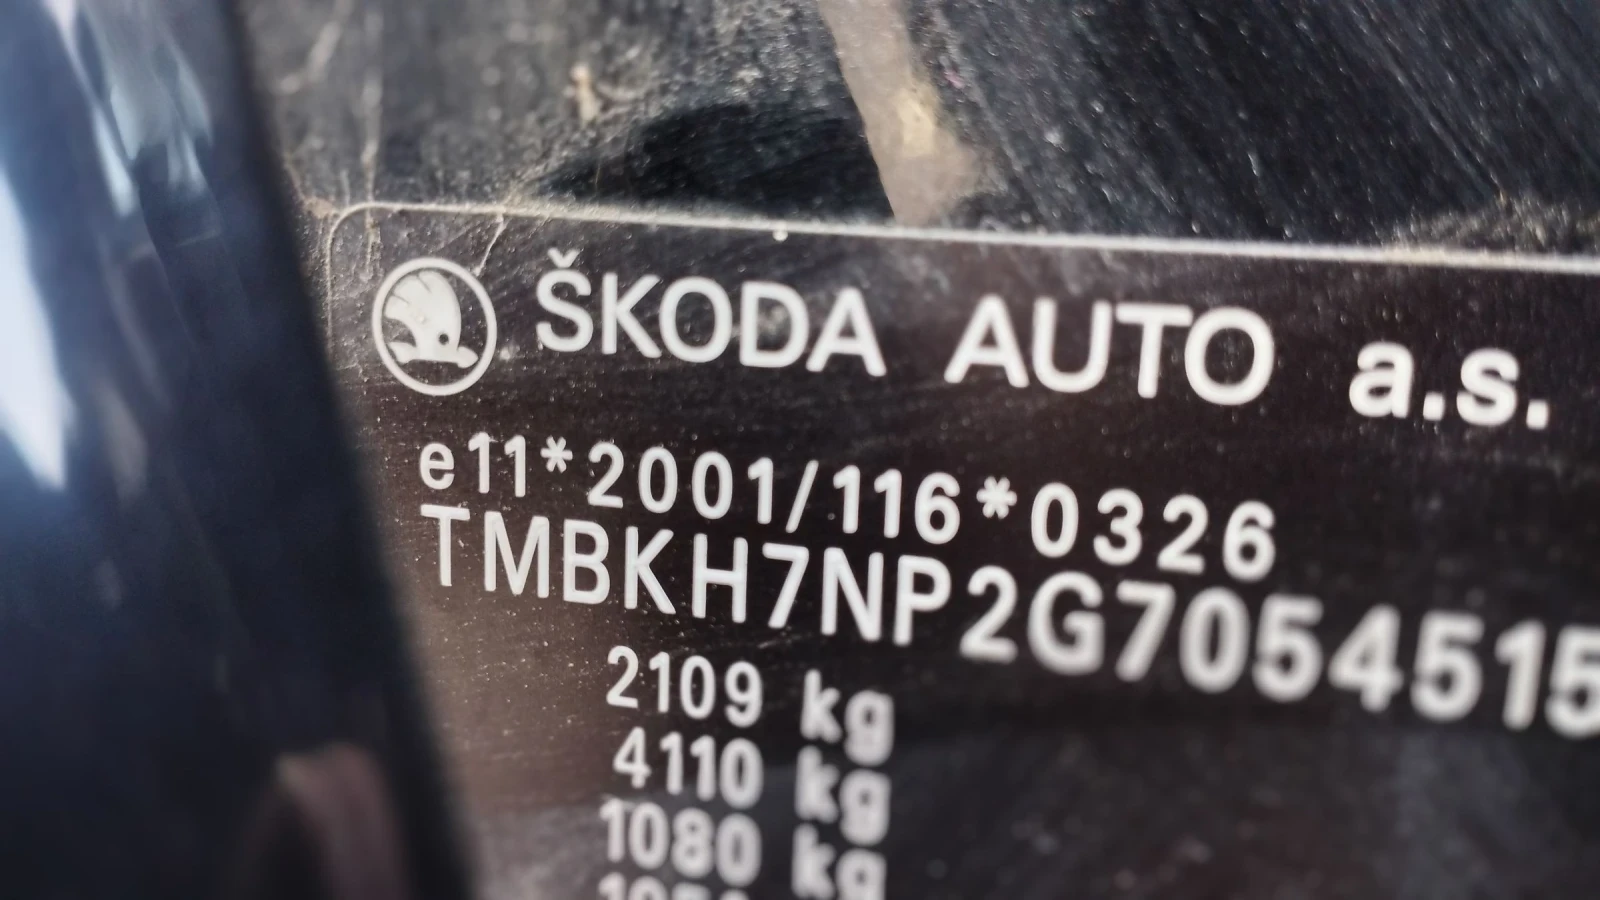 ŠKODA AUTO a.s.
e11*2001/116*0326
TMBKH7NP2G7054515
2109 kg
4110 kg
1080 kg